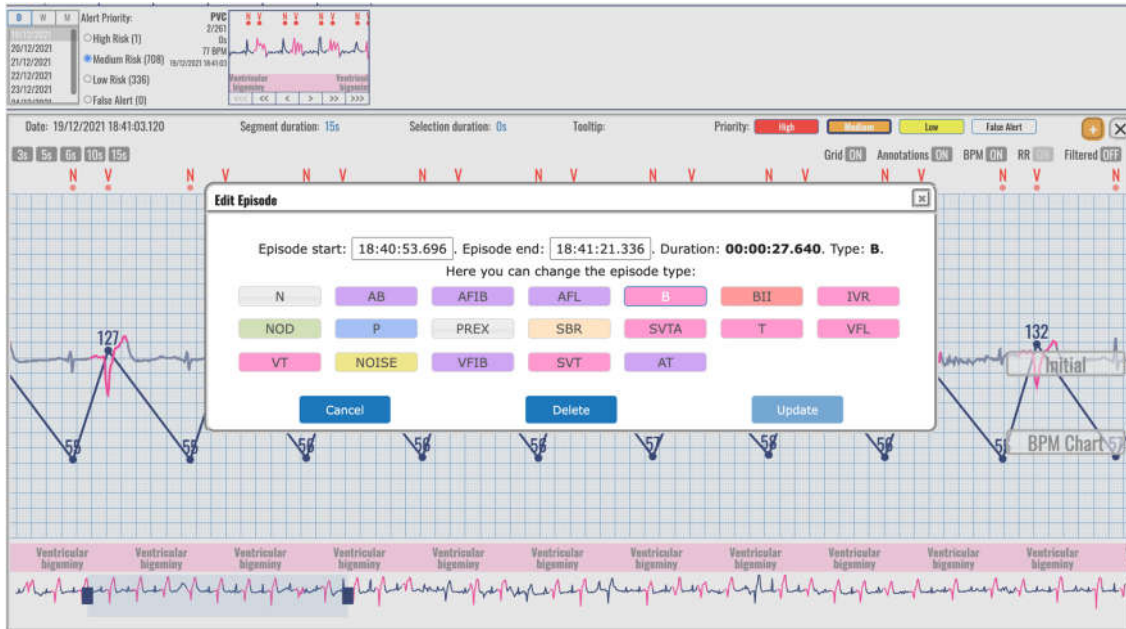 D W M
Alert Priority:
PVC
2/261
0s
77 BPM
19/12/2021 18:41:03
19/12/2021
20/12/2021
21/12/2021
22/12/2021
23/12/2021
24/12/2021
High Risk (1)
Medium Risk (708)
Low Risk (336)
False Alert (0)
N V N V N V N
Ventricular bigeminy
Ventricular bigeminy
<<< << < > >> >>>
Date: 19/12/2021 18:41:03.120 Segment duration: 15s Selection duration: 0s Tooltip: Priority: High Medium Low False Alert + X
3s 5s 6s 10s 15s
Grid ON Annotations ON BPM ON RR ON Filtered OFF
N V N V N V N V N V N V N V N V N V N
Edit Episode x
Episode start: 18:40:53.696. Episode end: 18:41:21.336. Duration: 00:00:27.640. Type: B.
Here you can change the episode type:
N AB AFIB AFL B BII IVR
NOD P PREX SBR SVTA T VFL
VT NOISE VFIB SVT AT
Cancel Delete Update
127 132
Initial
55 55 56 56 56 57 58 56 57
BPM Chart
Ventricular bigeminy
Ventricular bigeminy
Ventricular bigeminy
Ventricular bigeminy
Ventricular bigeminy
Ventricular bigeminy
Ventricular bigeminy
Ventricular bigeminy
Ventricular bigeminy
Ventricular bigeminy
Ventricular bigeminy